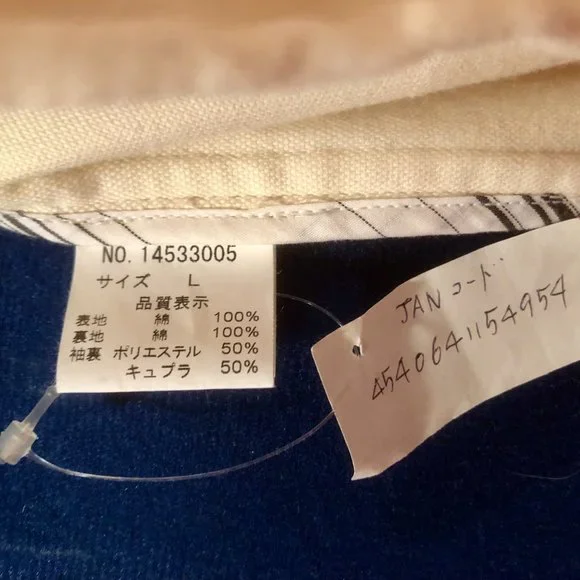 NO. 14533005
サイズ L
品質表示
表地 綿 100%
裏地 綿 100%
袖裏 ポリエステル 50%
キュプラ 50%
JANコード
4540641154954